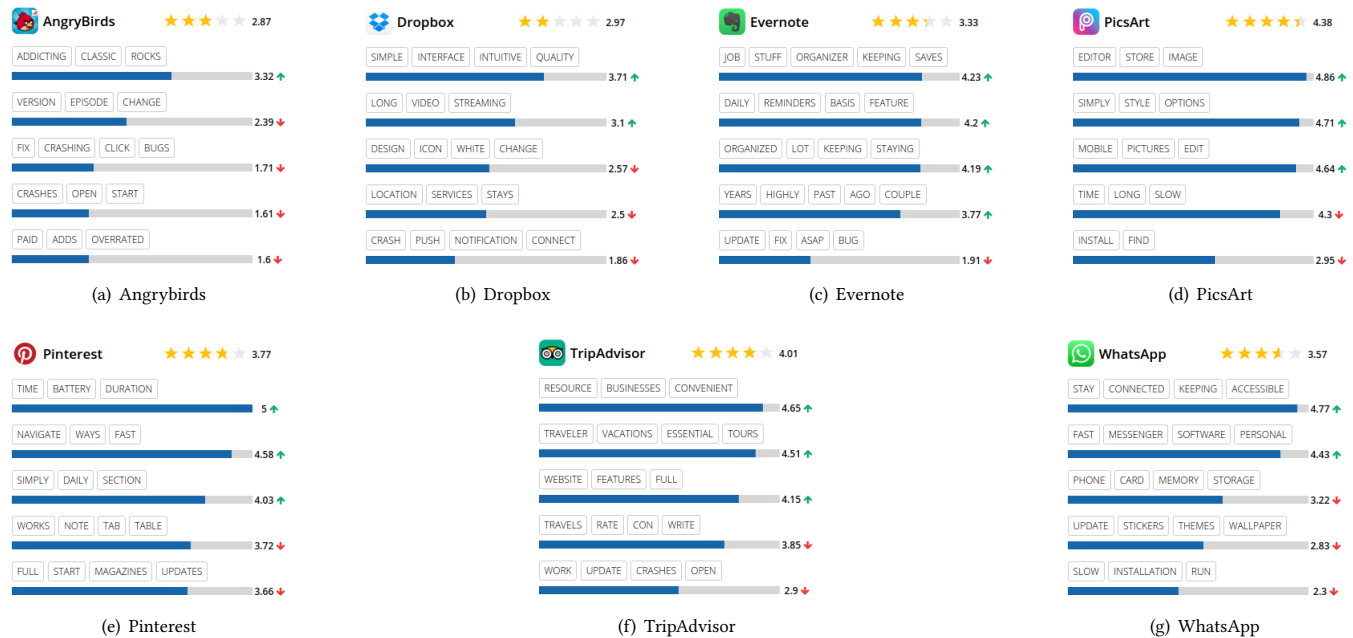 AngryBirds 2.87
ADDICTING CLASSIC ROCKS
3.32
VERSION EPISODE CHANGE
2.39
FIX CRASHING CLICK BUGS
1.71
CRASHES OPEN START
1.61
PAID ADDS OVERRATED
1.6
(a) Angrybirds
Dropbox 2.97
SIMPLE INTERFACE INTUITIVE QUALITY
3.71
LONG VIDEO STREAMING
3.1
DESIGN ICON WHITE CHANGE
2.57
LOCATION SERVICES STAYS
2.5
CRASH PUSH NOTIFICATION CONNECT
1.86
(b) Dropbox
Evernote 3.33
JOB STUFF ORGANIZER KEEPING SAVES
4.23
DAILY REMINDERS BASIS FEATURE
4.2
ORGANIZED LOT KEEPING STAYING
4.19
YEARS HIGHLY PAST AGO COUPLE
3.77
UPDATE FIX ASAP BUG
1.91
(c) Evernote
PicsArt 4.38
EDITOR STORE IMAGE
4.86
SIMPLY STYLE OPTIONS
4.71
MOBILE PICTURES EDIT
4.64
TIME LONG SLOW
4.3
INSTALL FIND
2.95
(d) PicsArt
Pinterest 3.77
TIME BATTERY DURATION
5
NAVIGATE WAYS FAST
4.58
SIMPLY DAILY SECTION
4.03
WORKS NOTE TAB TABLE
3.72
FULL START MAGAZINES UPDATES
3.66
(e) Pinterest
TripAdvisor 4.01
RESOURCE BUSINESSES CONVENIENT
4.65
TRAVELER VACATIONS ESSENTIAL TOURS
4.51
WEBSITE FEATURES FULL
4.15
TRAVELS RATE CON WRITE
3.85
WORK UPDATE CRASHES OPEN
2.9
(f) TripAdvisor
WhatsApp 3.57
STAY CONNECTED KEEPING ACCESSIBLE
4.77
FAST MESSENGER SOFTWARE PERSONAL
4.43
PHONE CARD MEMORY STORAGE
3.22
UPDATE STICKERS THEMES WALLPAPER
2.83
SLOW INSTALLATION RUN
2.3
(g) WhatsApp